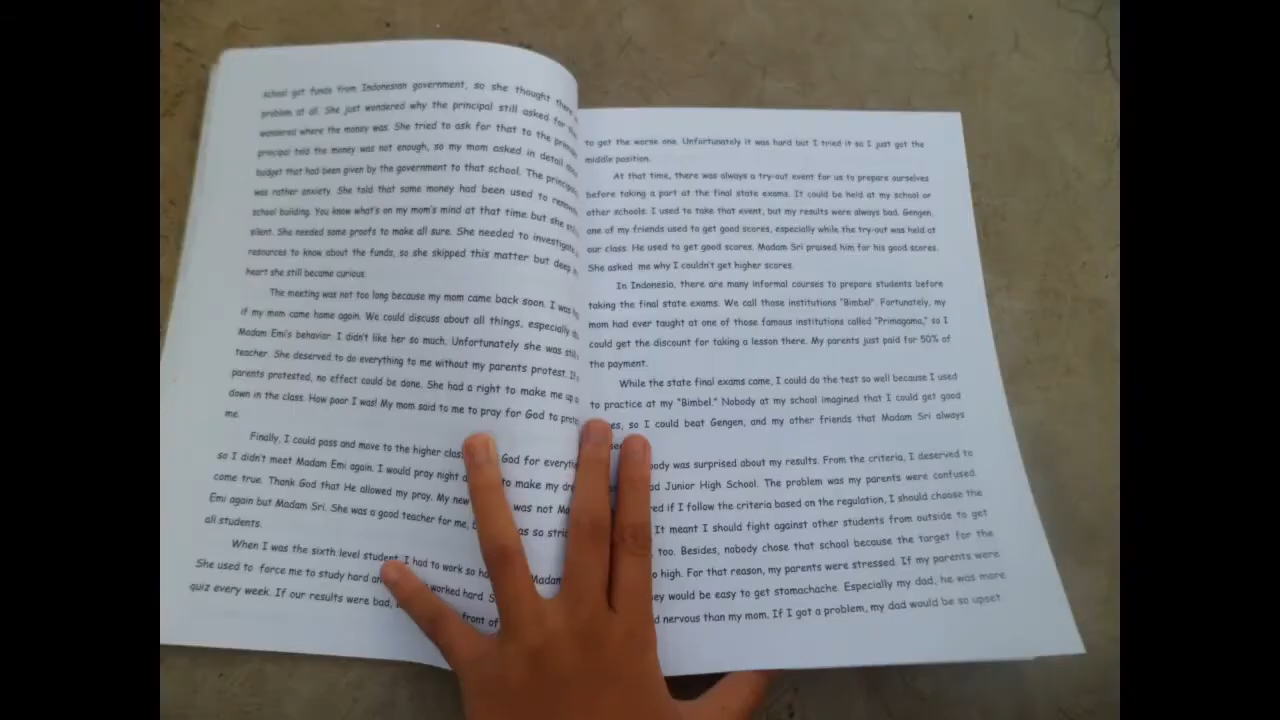 school got funds from Indonesian government, so she thought there
problem at all. She just wondered why the principal still asked for
wondered where the money was. She tried to ask for that to the
principal told the money was not enough, so my mom asked in detail
budget that had been given by the government to that school. The
was rather anxiety. She told that some money had been used to
school building. You know what's on my mom's mind at that time but she
silent. She needed some proofs to make all sure. She needed to investigate
resources to know about the funds, so she skipped this matter but deep
heart she still became curious.
The meeting was not too long because my mom came back soon. I was
if my mom came home again. We could discuss about all things, especially
Madam Emi's behavior. I didn't like her so much. Unfortunately she was
teacher. She deserved to do everything to me without my parents protest.
parents protested, no effect could be done. She had a right to make me up
down in the class. How poor I was! My mom said to me to pray for God to
me.
Finally, I could pass and move to the higher God for
so I didn't meet Madam Emi again. I would pray night to make my
come true. Thank God that He allowed my pray. My new was not
Emi again but Madam Sri. She was a good teacher for me, so
all students.
When I was the sixth level student, I had to work so Madam
She used to force me to study hard worked hard.
quiz every week. If our results were bad, front of
to get the worse one. Unfortunately it was hard but I tried it so I just got the
middle position.
At that time, there was always a try-out event for us to prepare ourselves
before taking a part at the final state exams. It could be held at my school or
other schools. I used to take that event, but my results were always bad. Gengen,
one of my friends used to get good scores, especially while the try-out was held at
our class. He used to get good scores. Madam Sri praised him for his good scores.
She asked me why I couldn't get higher scores.
In Indonesia, there are many informal courses to prepare students before
taking the final state exams. We call those institutions "Bimbel". Fortunately, my
mom had ever taught at one of those famous institutions called "Primagama," so I
could get the discount for taking a lesson there. My parents just paid for 50% of
the payment.
While the state final exams came, I could do the test so well because I used
to practice at my "Bimbel." Nobody at my school imagined that I could get good
so I could beat Gengen, and my other friends that Madam Sri always
was surprised about my results. From the criteria, I deserved to
Junior High School. The problem was my parents were confused.
if I follow the criteria based on the regulation, I should choose the
It meant I should fight against other students from outside to get
too. Besides, nobody chose that school because the target for the
high. For that reason, my parents were stressed. If my parents were
would be easy to get stomachache. Especially my dad, he was more
nervous than my mom. If I got a problem, my dad would be so upset